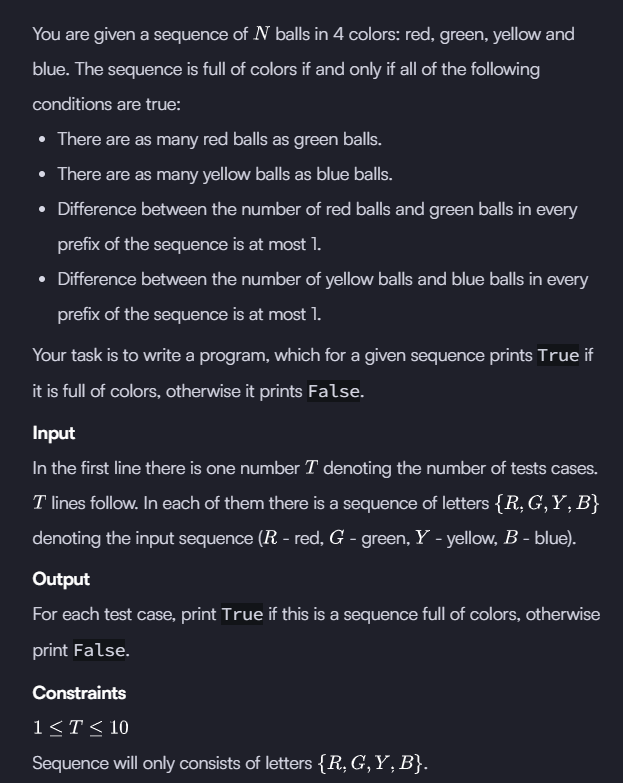 You are given a sequence of N balls in 4 colors: red, green, yellow and
blue. The sequence is full of colors if and only if all of the following
conditions are true:
• There are as many red balls as green balls.
• There are as many yellow balls as blue balls.
• Difference between the number of red balls and green balls in every
prefix of the sequence is at most 1.
• Difference between the number of yellow balls and blue balls in every
prefix of the sequence is at most 1.
Your task is to write a program, which for a given sequence prints True if
it is full of colors, otherwise it prints False.
Input
In the first line there is one number T denoting the number of tests cases.
T lines follow. In each of them there is a sequence of letters {R, G, Y, B}
denoting the input sequence (R - red, G - green, Y - yellow, B - blue).
Output
For each test case, print True if this is a sequence full of colors, otherwise
print False.
Constraints
1 ≤ T ≤ 10
Sequence will only consists of letters {R, G, Y, B}.